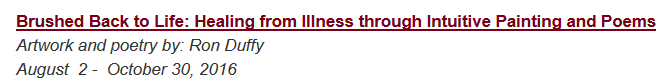 Brushed Back to Life: Healing from Illness through Intuitive Painting and Poems
Artwork and poetry by: Ron Duffy
August  2 -  October 30, 2016